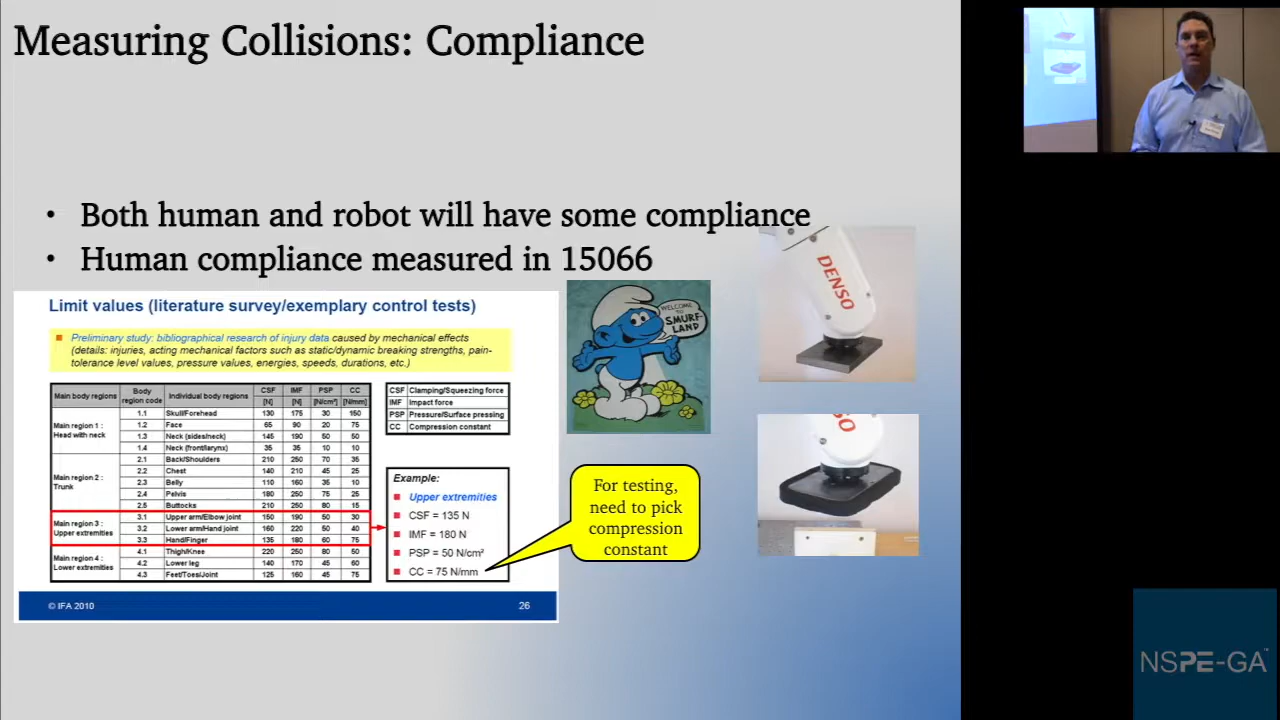 Measuring Collisions: Compliance
• Both human and robot will have some compliance
• Human compliance measured in 15066
Limit values (literature survey/exemplary control tests)
Preliminary study: bibliographical research of injury data caused by mechanical effects
(details: injuries, acting mechanical factors such as static/dynamic breaking strengths, pain-
tolerance level values, pressure values, energies, speeds, durations, etc.)
Main body regions Body region code Individual body regions CSF [N] IMF [N] PSP [N/cm²] CC [N/mm]
Main region 1 : Head with neck
1.1 Skull/Forehead 130 175 30 150
1.2 Face 65 90 20 75
1.3 Neck (sides/neck) 145 190 50 50
1.4 Neck (front/larynx) 35 35 10 10
Main region 2 : Trunk
2.1 Back/Shoulders 210 250 70 35
2.2 Chest 140 210 45 25
2.3 Belly 110 160 35 10
2.4 Pelvis 180 250 75 25
2.5 Buttocks 210 250 80 15
Main region 3 : Upper extremities
3.1 Upper arm/Elbow joint 150 190 50 30
3.2 Lower arm/Hand joint 160 220 50 40
3.3 Hand/Finger 135 180 60 75
Main region 4 : Lower extremities
4.1 Thigh/Knee 220 250 80 50
4.2 Lower leg 140 170 45 60
4.3 Feet/Toes/Joint 125 160 45 75
CSF Clamping/Squeezing force
IMF Impact force
PSP Pressure/Surface pressing
CC Compression constant
Example:
Upper extremities
CSF = 135 N
IMF = 180 N
PSP = 50 N/cm²
CC = 75 N/mm
© IFA 2010
26
WELCOME
TO
SMURF-
LAND
For testing,
need to pick
compression
constant
DENSO
NSPE-GA